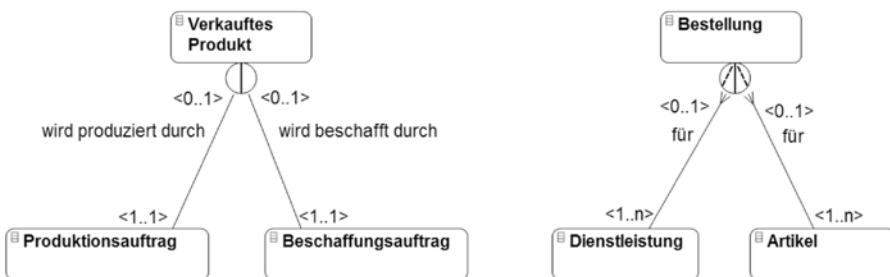 Verkauftes
Produkt
Bestellung
<0..1>
<0..1>
<0..1>
<0..1>
wird produziert durch
wird beschafft durch
für
für
<1..1>
<1..1>
<1..n>
<1..n>
Produktionsauftrag
Beschaffungsauftrag
Dienstleistung
Artikel